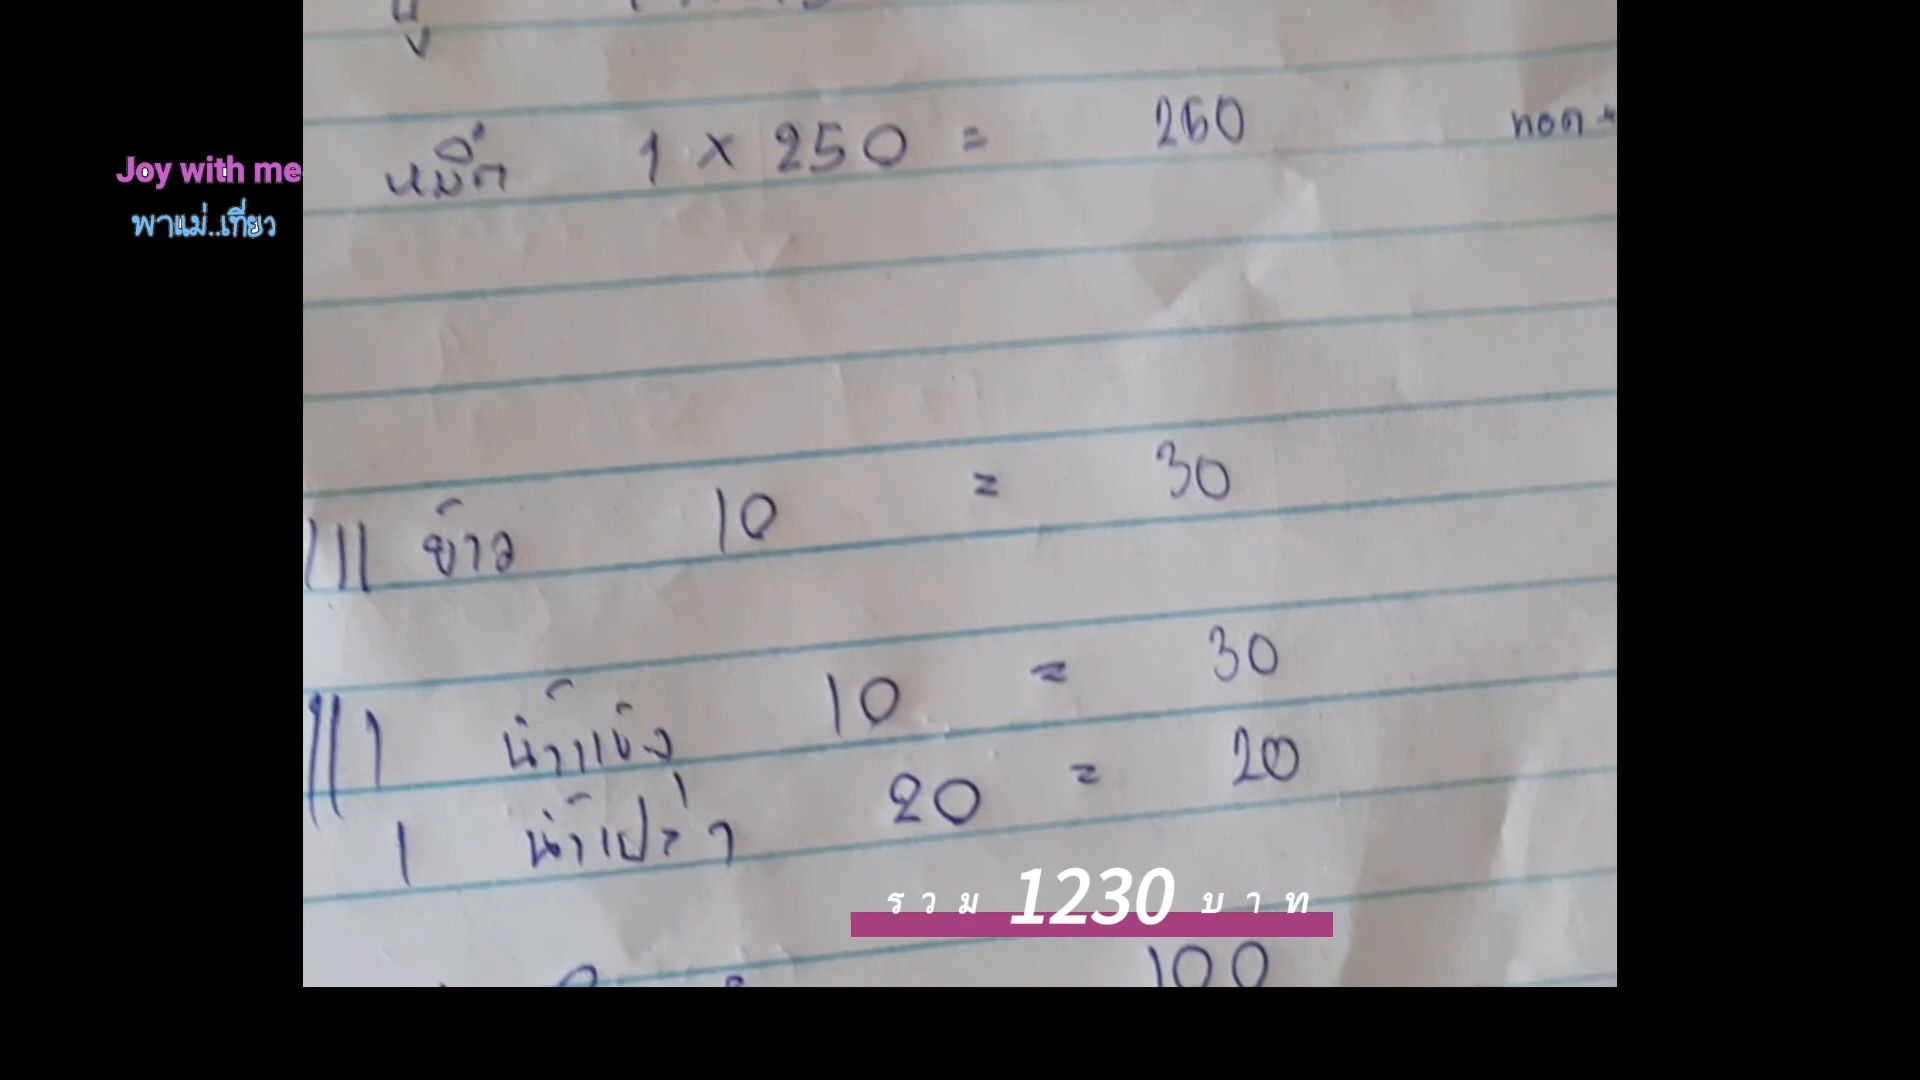 หมึก 1 x 250 = 250 ทอด
Joy with me
พาแม่..เที่ยว
||| ข้าว 10 = 30
||| น้ำแข็ง 10 = 30
1 น้ำเปล่า 20 = 20
รวม 1230 บาท
100